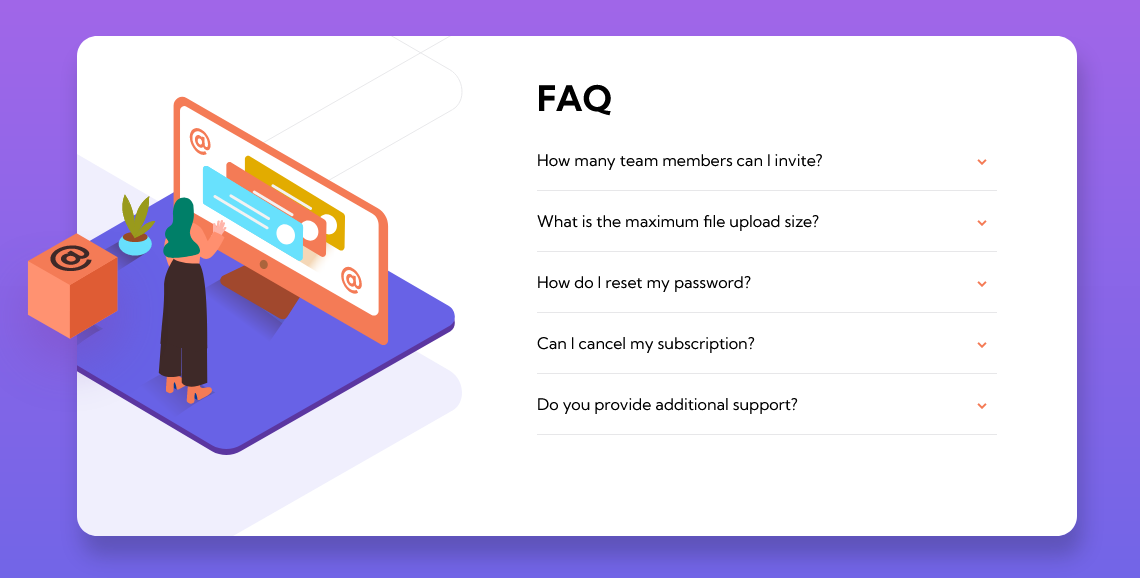 FAQ
How many team members can I invite?
What is the maximum file upload size?
How do I reset my password?
Can I cancel my subscription?
Do you provide additional support?
@
@
@